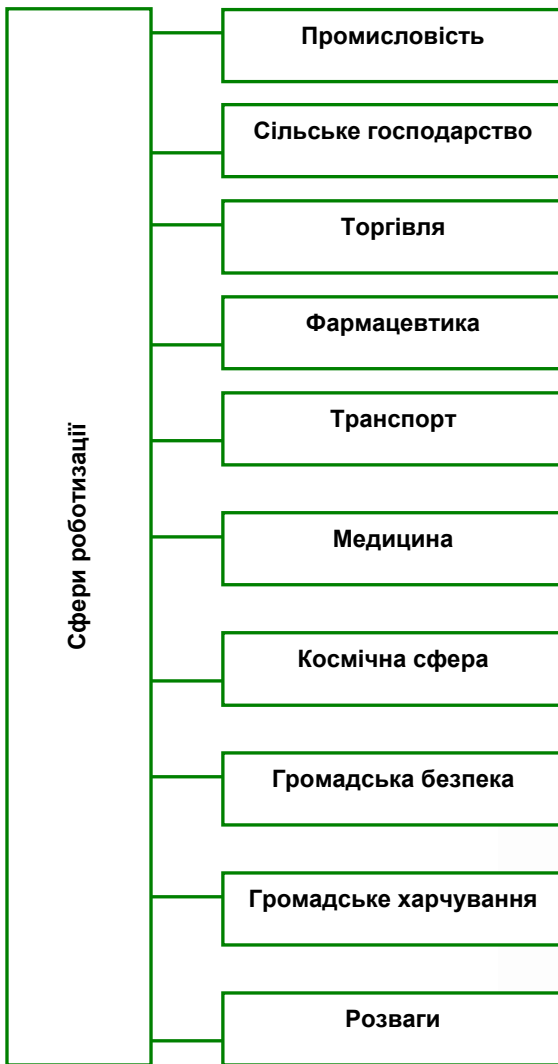 Сфери роботизації
Промисловість
Сільське господарство
Торгівля
Фармацевтика
Транспорт
Медицина
Космічна сфера
Громадська безпека
Громадське харчування
Розваги